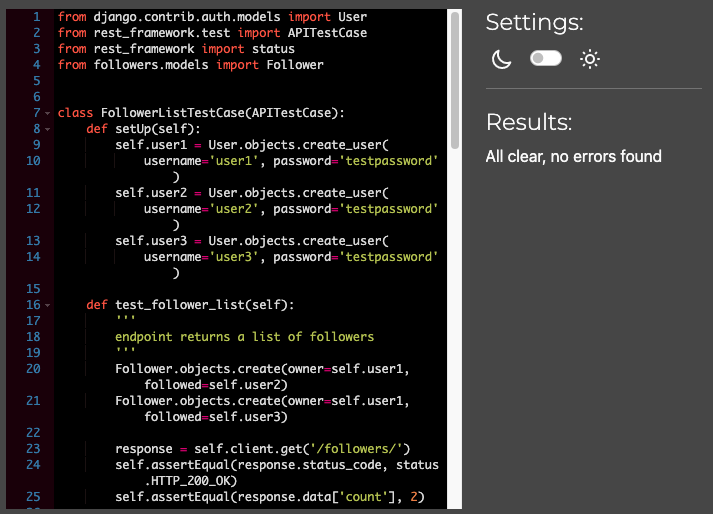 1 from django.contrib.auth.models import User
2 from rest_framework.test import APITestCase
3 from rest_framework import status
4 from followers.models import Follower
5
6
7 class FollowerListTestCase(APITestCase):
8 def setUp(self):
9 self.user1 = User.objects.create_user(
10 username='user1', password='testpassword'
)
11 self.user2 = User.objects.create_user(
12 username='user2', password='testpassword'
)
13 self.user3 = User.objects.create_user(
14 username='user3', password='testpassword'
)
15
16 def test_follower_list(self):
17 '''
18 endpoint returns a list of followers
19 '''
20 Follower.objects.create(owner=self.user1,
followed=self.user2)
21 Follower.objects.create(owner=self.user1,
followed=self.user3)
22
23 response = self.client.get('/followers/')
24 self.assertEqual(response.status_code, status
.HTTP_200_OK)
25 self.assertEqual(response.data['count'], 2)
Settings:
Results:
All clear, no errors found